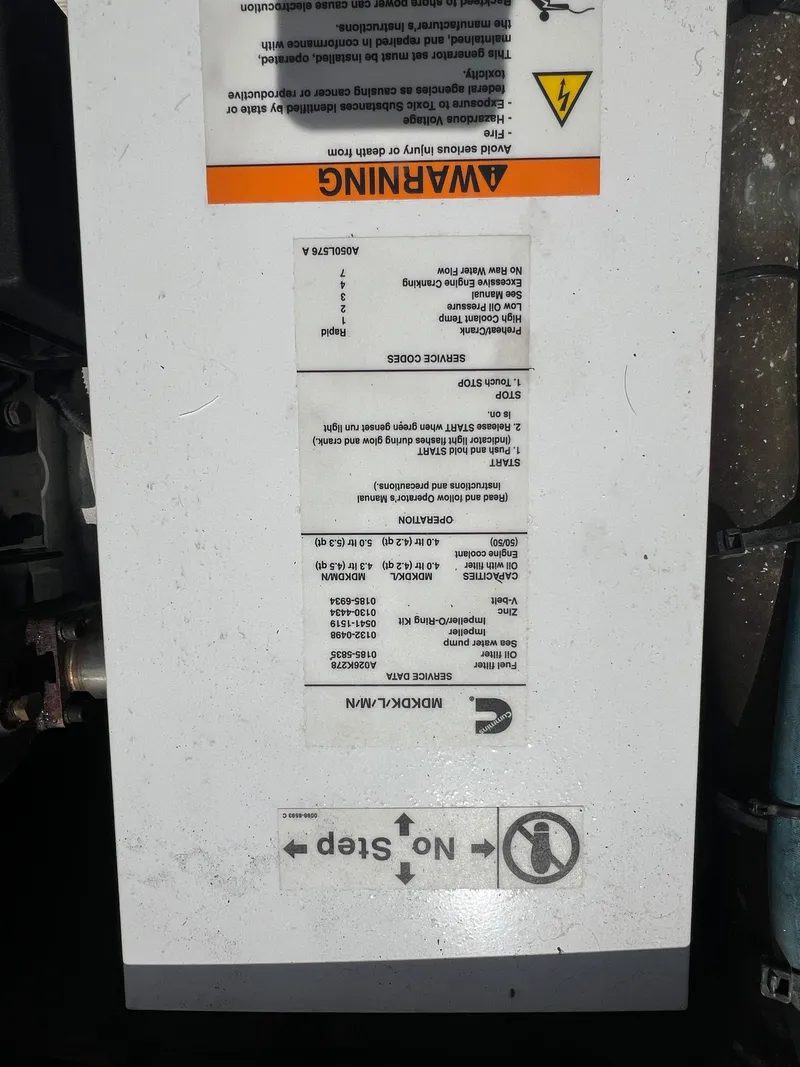 Cummins
MDKDK/L/M/N
SERVICE DATA
Fuel filter A026K278
Oil filter 0185-5835
Sea water pump
Impeller 0132-0498
Impeller/O-Ring Kit 0541-1519
Zinc 0130-4434
V-belt 0185-6934
CAPACITIES MDKDK/L MDKDM/N
Oil with filter 4.0 ltr (4.2 qt) 4.3 ltr (4.5 qt)
Engine coolant
(50/50) 4.0 ltr (4.2 qt) 5.0 ltr (5.3 qt)
OPERATION
(Read and follow Operator's Manual
instructions and precautions.)
START
1. Push and hold START
(Indicator light flashes during glow and crank.)
2. Release START when green genset run light
is on.
STOP
1. Touch STOP
SERVICE CODES
Preheat/Crank Rapid
High Coolant Temp 1
Low Oil Pressure 2
See Manual 3
Excessive Engine Cranking 4
No Raw Water Flow 7
A050L576 A
WARNING
Avoid serious injury or death from
- Fire
- Hazardous Voltage
- Exposure to Toxic Substances identified by state or
federal agencies as causing cancer or reproductive
toxicity.
This generator set must be installed, operated,
maintained, and repaired in conformance with
the manufacturer's instructions.
Backfeed to shore power can cause electrocution
No Step
0098-8593 C